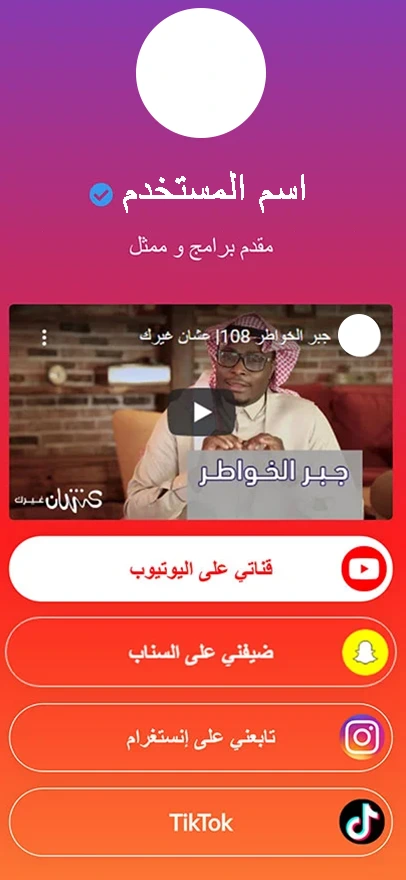 اسم المستخدم
مقدم برامج و ممثل
جبر الخواطر 108| عشان غيرك
جبر الخواطر
عشان غيرك
قناتي على اليوتيوب
ضيفني على السناب
تابعني على إنستغرام
TikTok